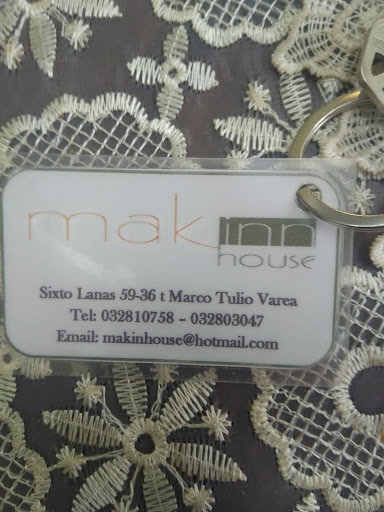 mak inn
house
Sixto Lanas 59-36 t Marco Tulio Varea
Tel: 032810758 - 032803047
Email: makinhouse@hotmail.com